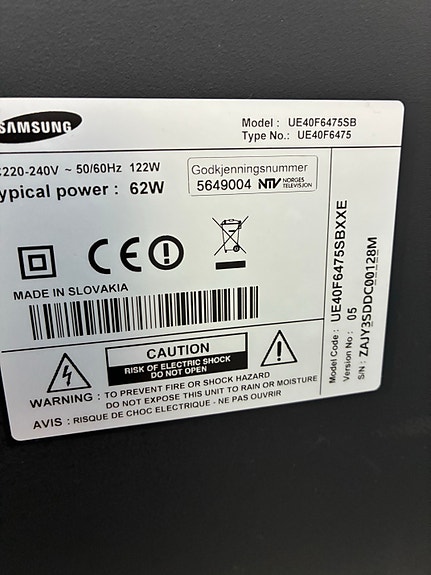 SAMSUNG
Model : UE40F6475SB
Type No.: UE40F6475
220-240V ~ 50/60Hz 122W
ypical power : 62W
Godkjenningsnummer
5649004 NTV NORGES
TELEVISJON
MADE IN SLOVAKIA
CAUTION
RISK OF ELECTRIC SHOCK
DO NOT OPEN
WARNING : TO PREVENT FIRE OR SHOCK HAZARD
DO NOT EXPOSE THIS UNIT TO RAIN OR MOISTURE
AVIS : RISQUE DE CHOC ELECTRIQUE - NE PAS OUVRIR
Model Code : UE40F6475SBXXE
Version No : 05
S/N : ZAJY3SDDC00128M